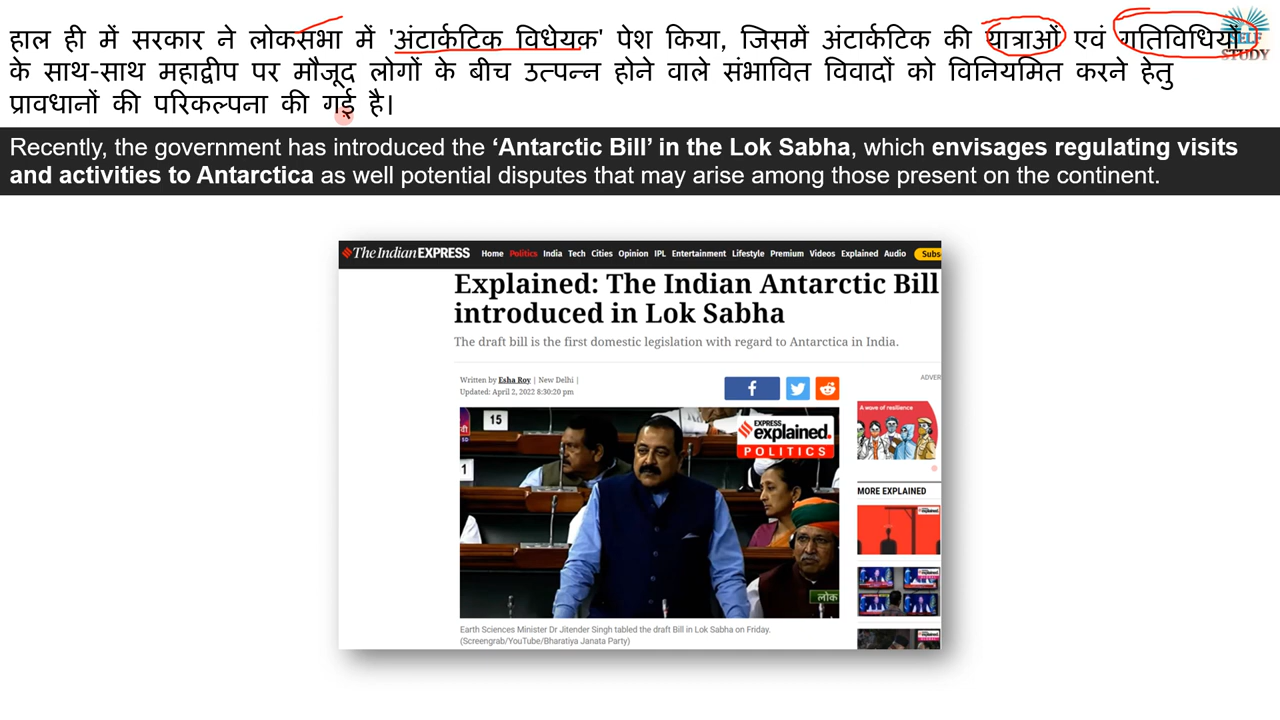 हाल ही में सरकार ने लोकसभा में 'अंटार्कटिक विधेयक' पेश किया, जिसमें अंटार्कटिक की यात्राओं एवं गतिविधियों
के साथ-साथ महाद्वीप पर मौजूद लोगों के बीच उत्पन्न होने वाले संभावित विवादों को विनियमित करने हेतु
प्रावधानों की परिकल्पना की गई है।
SELF
STUDY
Recently, the government has introduced the ‘Antarctic Bill’ in the Lok Sabha, which envisages regulating visits
and activities to Antarctica as well potential disputes that may arise among those present on the continent.
The Indian EXPRESS Home Politics India Tech Cities Opinion IPL Entertainment Lifestyle Premium Videos Explained Audio Subs
Explained: The Indian Antarctic Bill
introduced in Lok Sabha
The draft bill is the first domestic legislation with regard to Antarctica in India.
Written by Esha Roy | New Delhi |
Updated: April 2, 2022 8:30:20 pm
ADVER
A wave of resilience
15
1
EXPRESS
explained.
POLITICS
MORE EXPLAINED
लोक
Earth Sciences Minister Dr Jitender Singh tabled the draft Bill in Lok Sabha on Friday.
(Screengrab/YouTube/Bharatiya Janata Party)